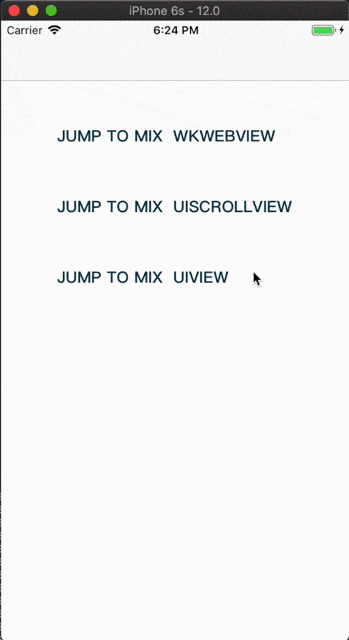 iPhone 6s - 12.0
Carrier 6:24 PM
JUMP TO MIX WKWEBVIEW
JUMP TO MIX UISCROLLVIEW
JUMP TO MIX UIVIEW